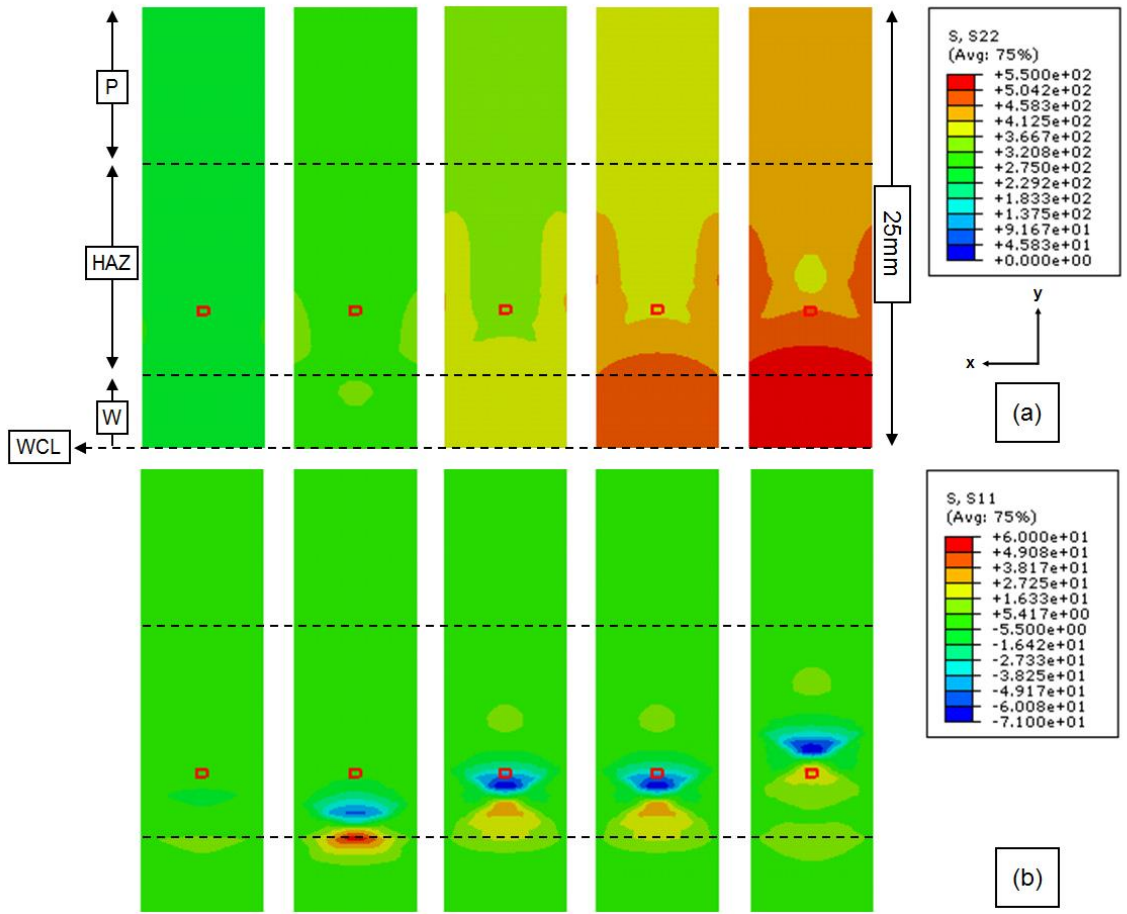 P
HAZ
W
WCL
25mm
S, S22
(Avg: 75%)
+5.500e+02
+5.042e+02
+4.583e+02
+4.125e+02
+3.667e+02
+3.208e+02
+2.750e+02
+2.292e+02
+1.833e+02
+1.375e+02
+9.167e+01
+4.583e+01
+0.000e+00
y
x
(a)
S, S11
(Avg: 75%)
+6.000e+01
+4.908e+01
+3.817e+01
+2.725e+01
+1.633e+01
+5.417e+00
-5.500e+00
-1.642e+01
-2.733e+01
-3.825e+01
-4.917e+01
-6.008e+01
-7.100e+01
(b)